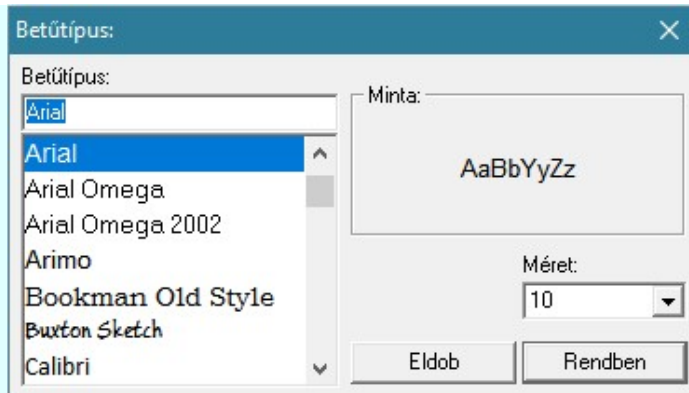 Betűtípus:
Betűtípus:
Arial
Arial
Arial Omega
Arial Omega 2002
Arimo
Bookman Old Style
Buxton Sketch
Calibri
Minta:
AaBbYyZz
Méret:
10
Eldob
Rendben